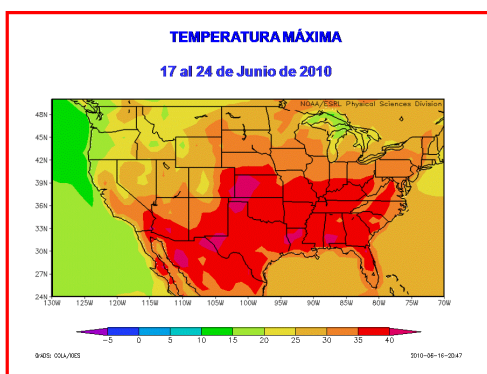 TEMPERATURA MÁXIMA
17 al 24 de Junio de 2010
NOAA/ESRL Physical Sciences Division
48N
45N
42N
39N
36N
33N
30N
27N
24N
130W 125W 120W 115W 110W 105W 100W 95W 90W 85W 80W 75W 70W
-5 0 5 10 15 20 25 30 35 40
GrADS: COLA/IGES 2010-06-16-20:47